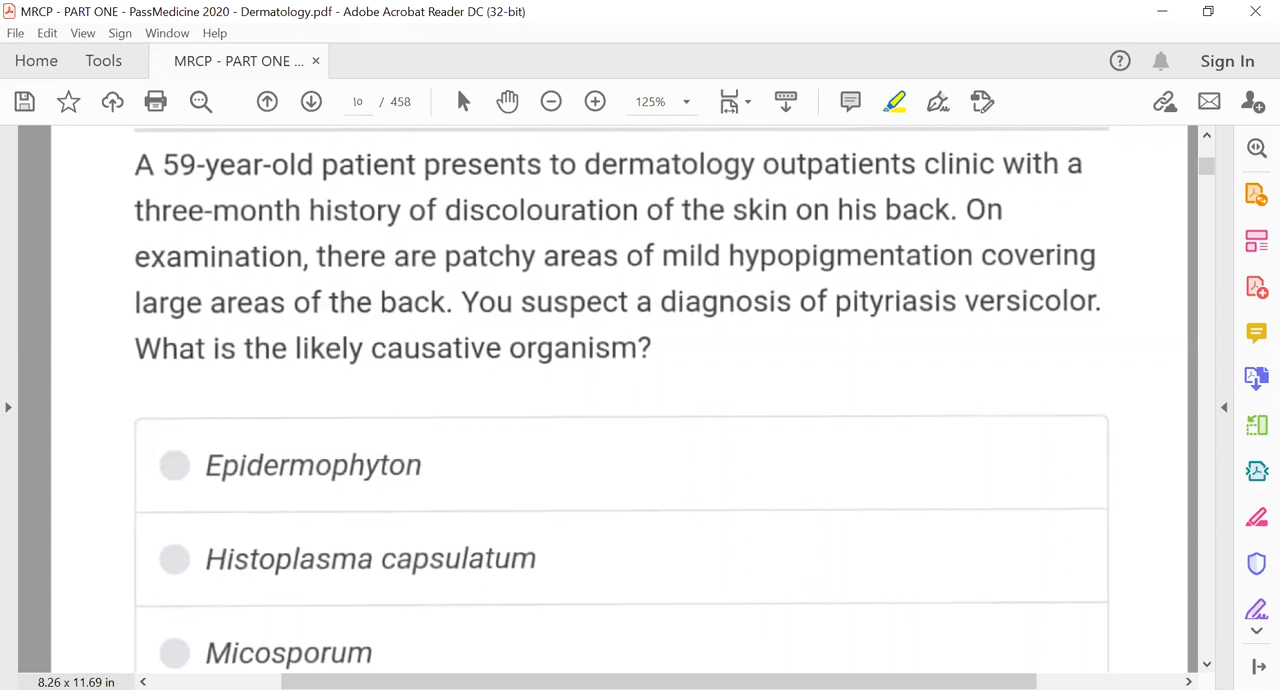 MRCP - PART ONE - PassMedicine 2020 - Dermatology.pdf - Adobe Acrobat Reader DC (32-bit)
File Edit View Sign Window Help
Home Tools MRCP - PART ONE ... × Sign In
10 / 458 125%
A 59-year-old patient presents to dermatology outpatients clinic with a
three-month history of discolouration of the skin on his back. On
examination, there are patchy areas of mild hypopigmentation covering
large areas of the back. You suspect a diagnosis of pityriasis versicolor.
What is the likely causative organism?
Epidermophyton
Histoplasma capsulatum
Micosporum
8.26 x 11.69 in